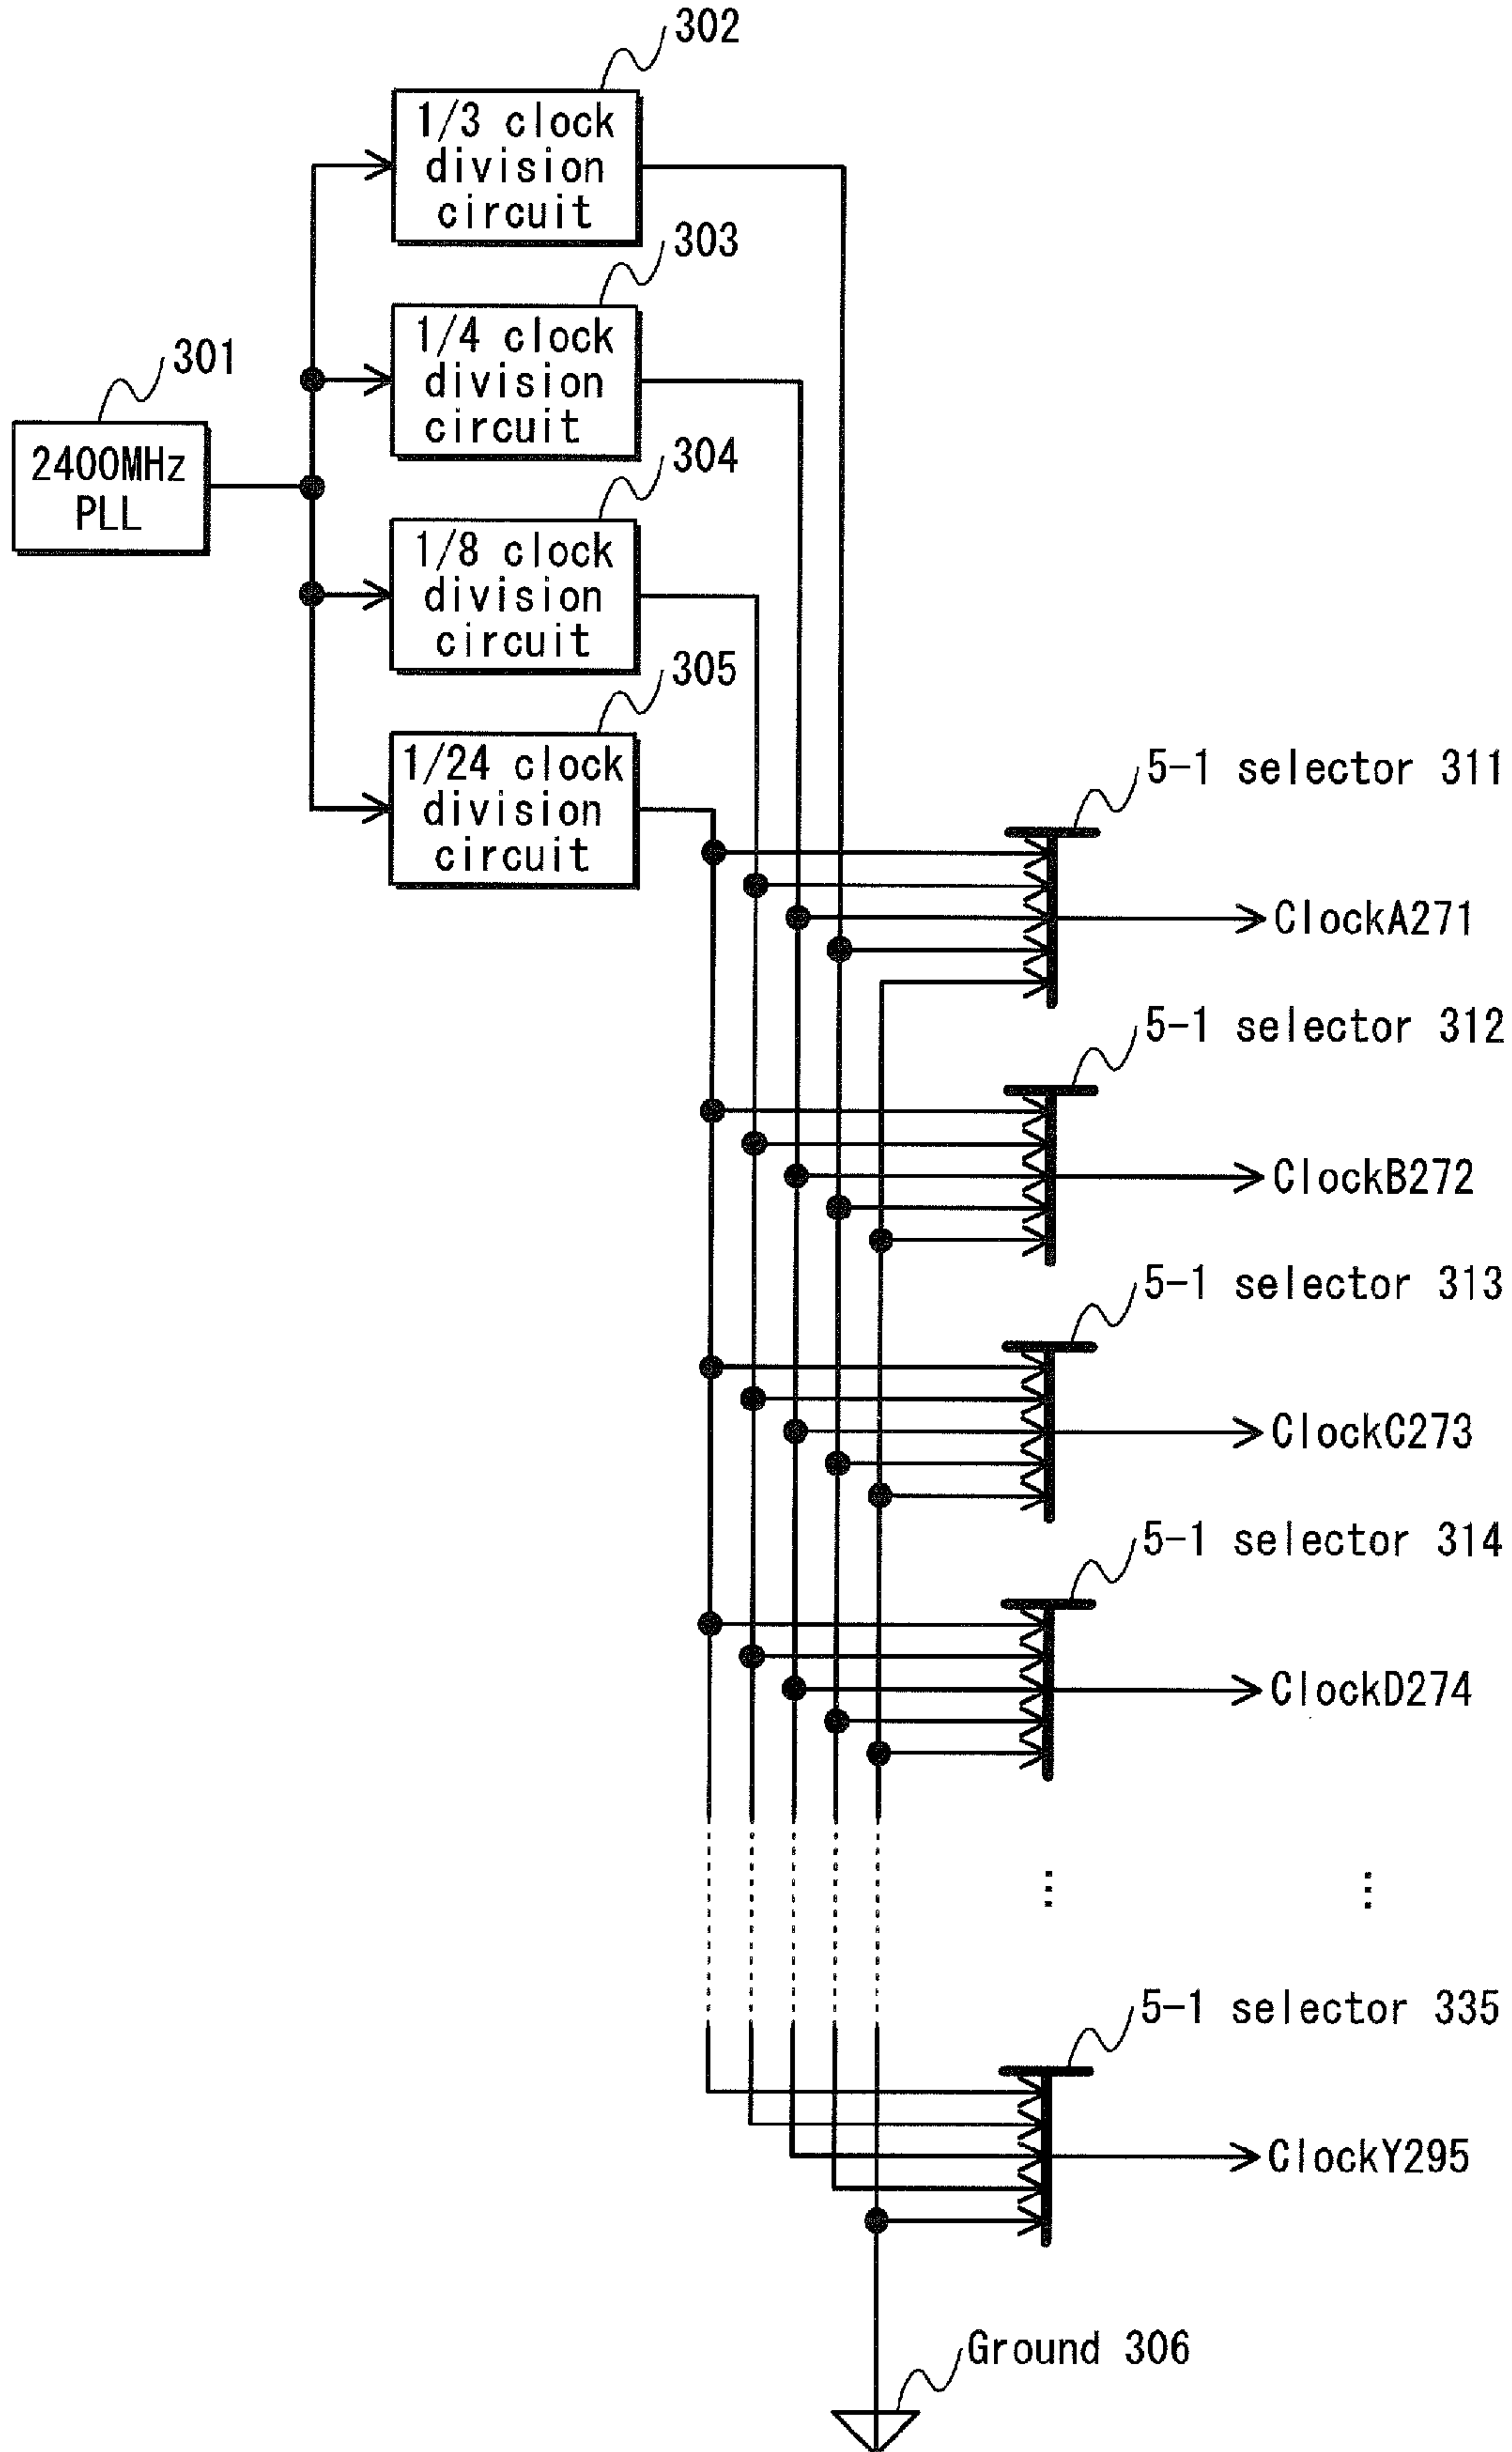 302
1/3 clock
division
circuit
303
1/4 clock
division
circuit
301
2400MHz
PLL
304
1/8 clock
division
circuit
305
1/24 clock
division
circuit
5-1 selector 311
ClockA271
5-1 selector 312
ClockB272
5-1 selector 313
ClockC273
5-1 selector 314
ClockD274
5-1 selector 335
ClockY295
Ground 306